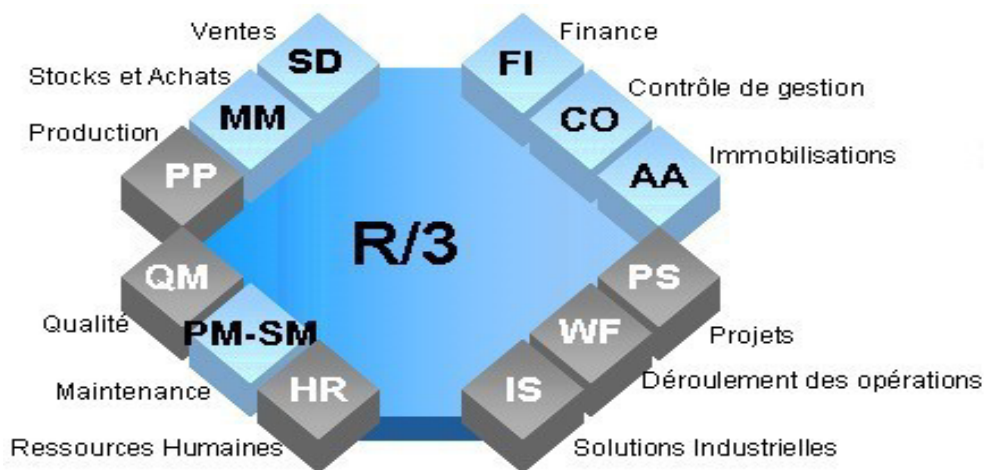 Ventes
SD
FI
Finance
Stocks et Achats
MM
CO
Contrôle de gestion
Production
PP
AA
Immobilisations
R/3
QM
PS
Qualité
PM-SM
WF
Projets
Maintenance
HR
IS
Déroulement des opérations
Ressources Humaines
Solutions Industrielles